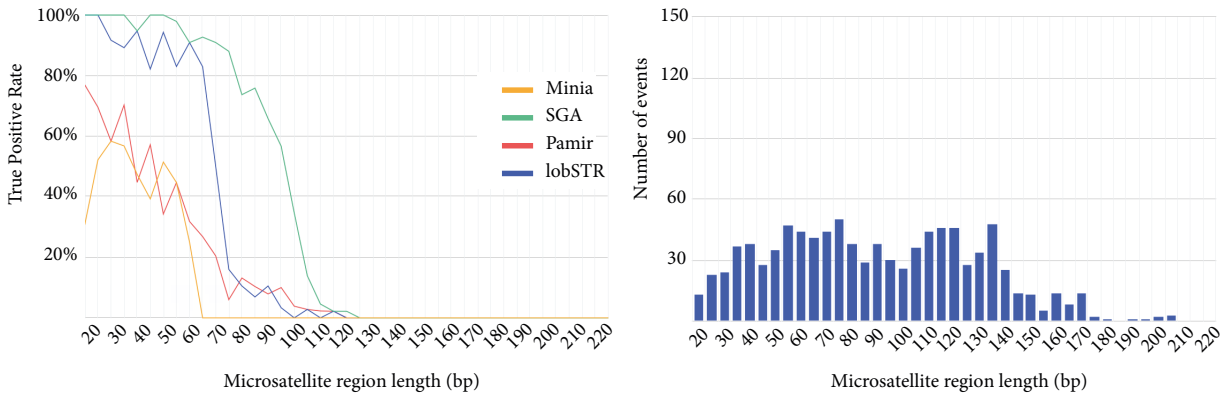 100%
80%
60%
40%
20%
True Positive Rate
Minia
SGA
Pamir
lobSTR
20 30 40 50 60 70 80 90 100 110 120 130 140 150 160 170 180 190 200 210 220
Microsatellite region length (bp)
150
120
90
60
30
Number of events
20 30 40 50 60 70 80 90 100 110 120 130 140 150 160 170 180 190 200 210 220
Microsatellite region length (bp)